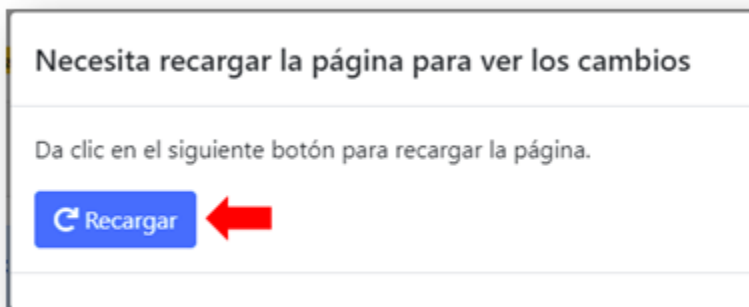 Necesita recargar la página para ver los cambios
Da clic en el siguiente botón para recargar la página.
Recargar